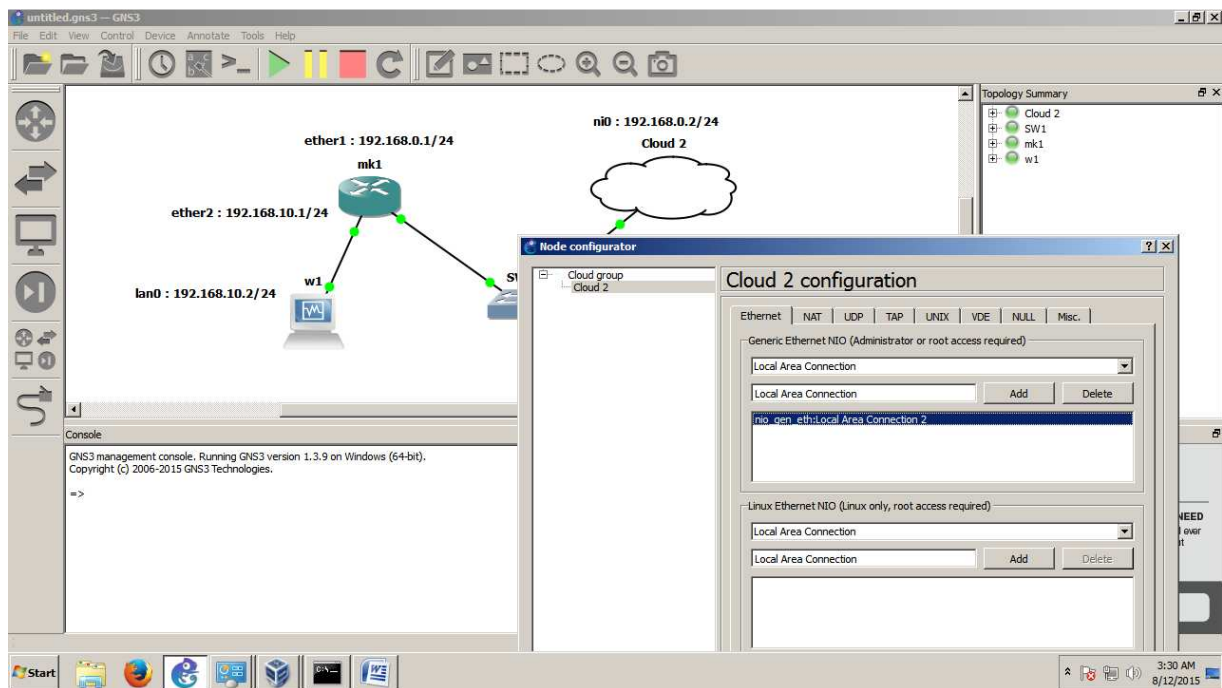 untitled.gns3 — GNS3
File Edit View Control Device Annotate Tools Help
ni0 : 192.168.0.2/24
Cloud 2
ether1 : 192.168.0.1/24
mk1
ether2 : 192.168.10.1/24
w1
lan0 : 192.168.10.2/24
Topology Summary
Cloud 2
SW1
mk1
w1
Console
GNS3 management console. Running GNS3 version 1.3.9 on Windows (64-bit).
Copyright (c) 2006-2015 GNS3 Technologies.
=>
Node configurator
Cloud group
Cloud 2
Cloud 2 configuration
Ethernet NAT UDP TAP UNIX VDE NULL Misc.
Generic Ethernet NIO (Administrator or root access required)
Local Area Connection
Local Area Connection Add Delete
nio_gen_eth:Local Area Connection 2
Linux Ethernet NIO (Linux only, root access required)
Local Area Connection
Local Area Connection Add Delete
Start
3:30 AM
8/12/2015